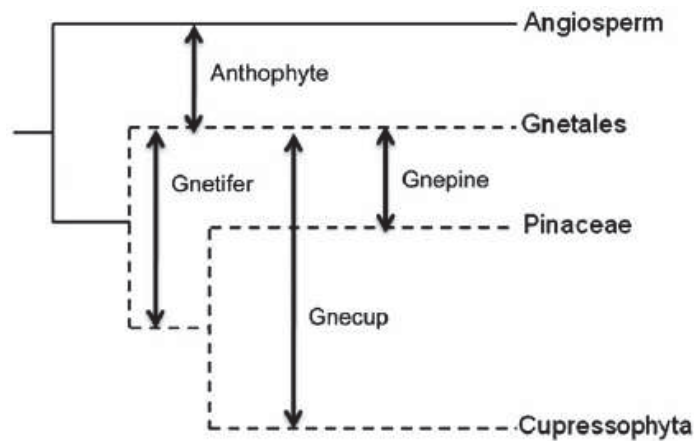 Angiosperm
Anthophyte
Gnetales
Gnetifer
Gnepine
Pinaceae
Gnecup
Cupressophyta